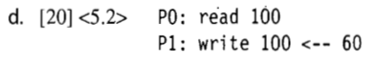 d. [20] <5.2> P0: read 100
P1: write 100 <-- 60